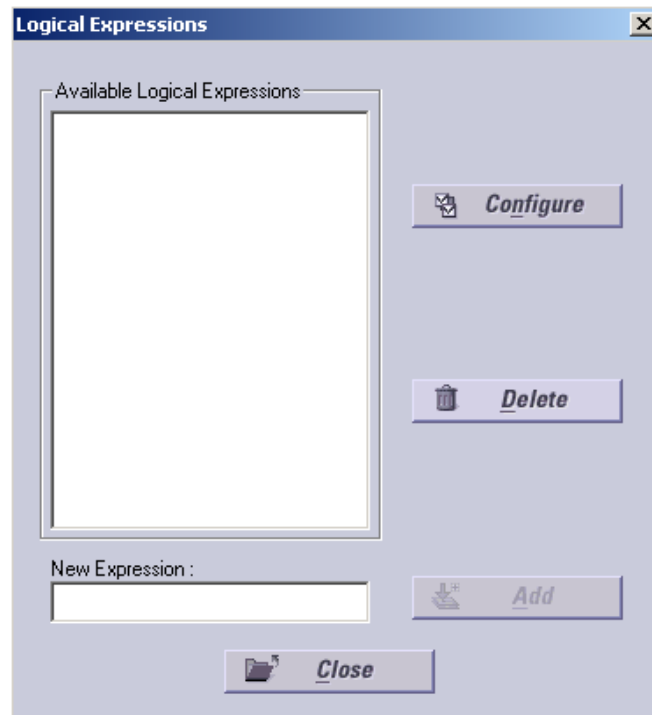 Logical Expressions
Available Logical Expressions
Configure
Delete
New Expression :
Add
Close